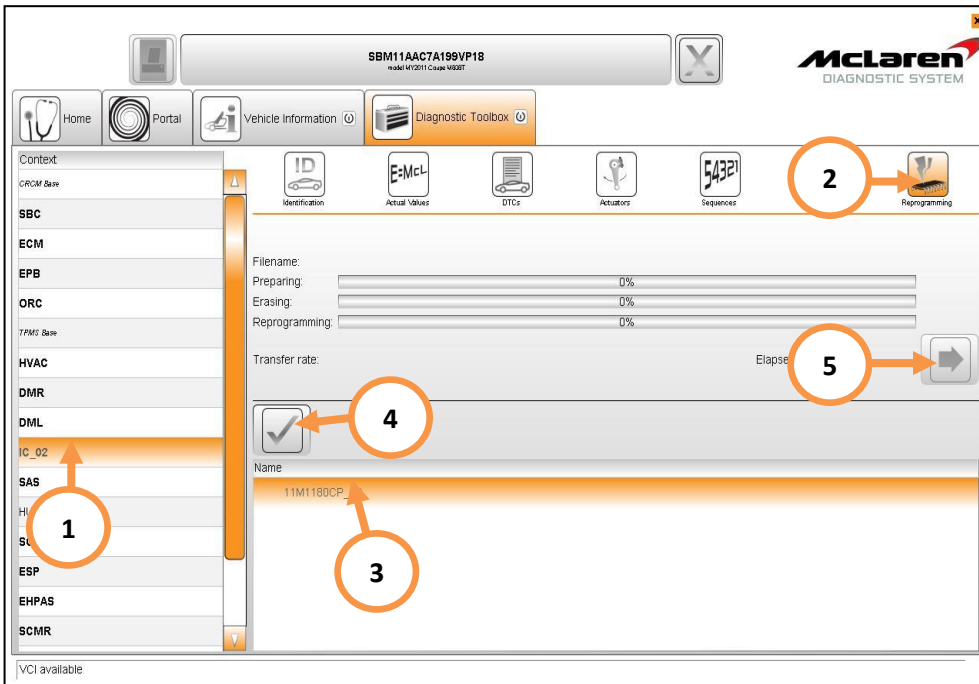 SBM11AAC7A199VP18
model MY2011 Coupe M808T
McLaren
DIAGNOSTIC SYSTEM
Home
Portal
Vehicle Information
Diagnostic Toolbox
Context
CRCM Base
SBC
ECM
EPB
ORC
TPMS Base
HVAC
DMR
DML
IC_02
SAS
ESP
EHPAS
SCMR
ID
Identification
E=McL
Actual Values
DTCs
Actuators
54321
Sequences
2
Reprogramming
Filename:
Preparing: 0%
Erasing: 0%
Reprogramming: 0%
Transfer rate:
Elapse
5
4
Name
11M1180CP_
1
3
VCI available